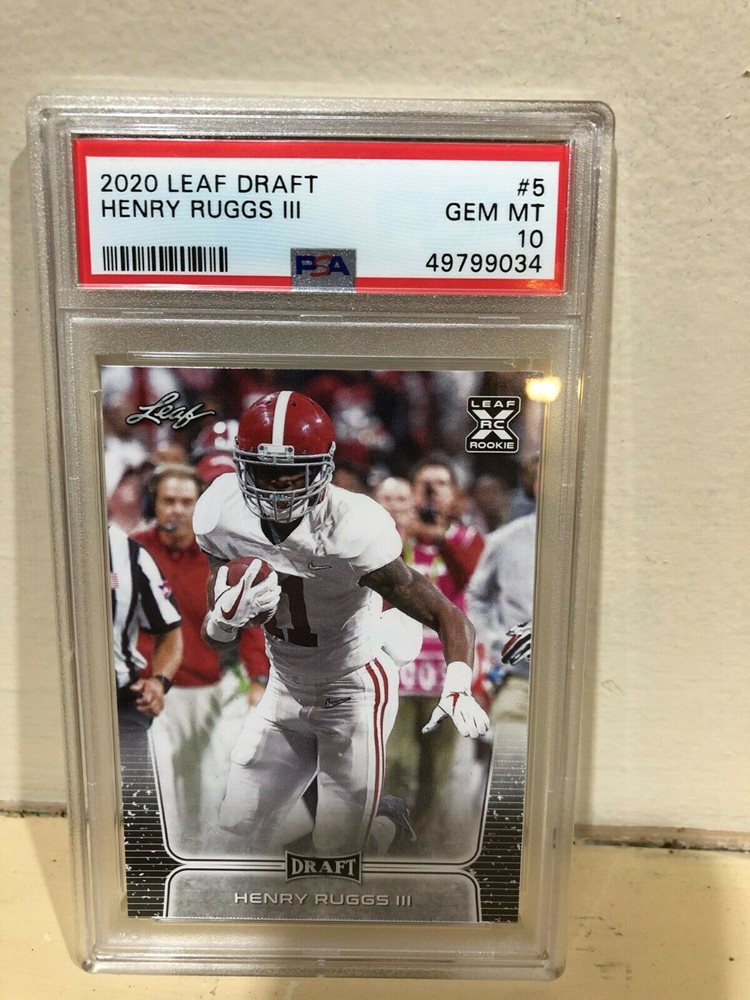 2020 LEAF DRAFT #5
HENRY RUGGS III GEM MT
10
PSA 49799034
Leaf
LEAF
RC
ROOKIE
11
DRAFT
HENRY RUGGS III